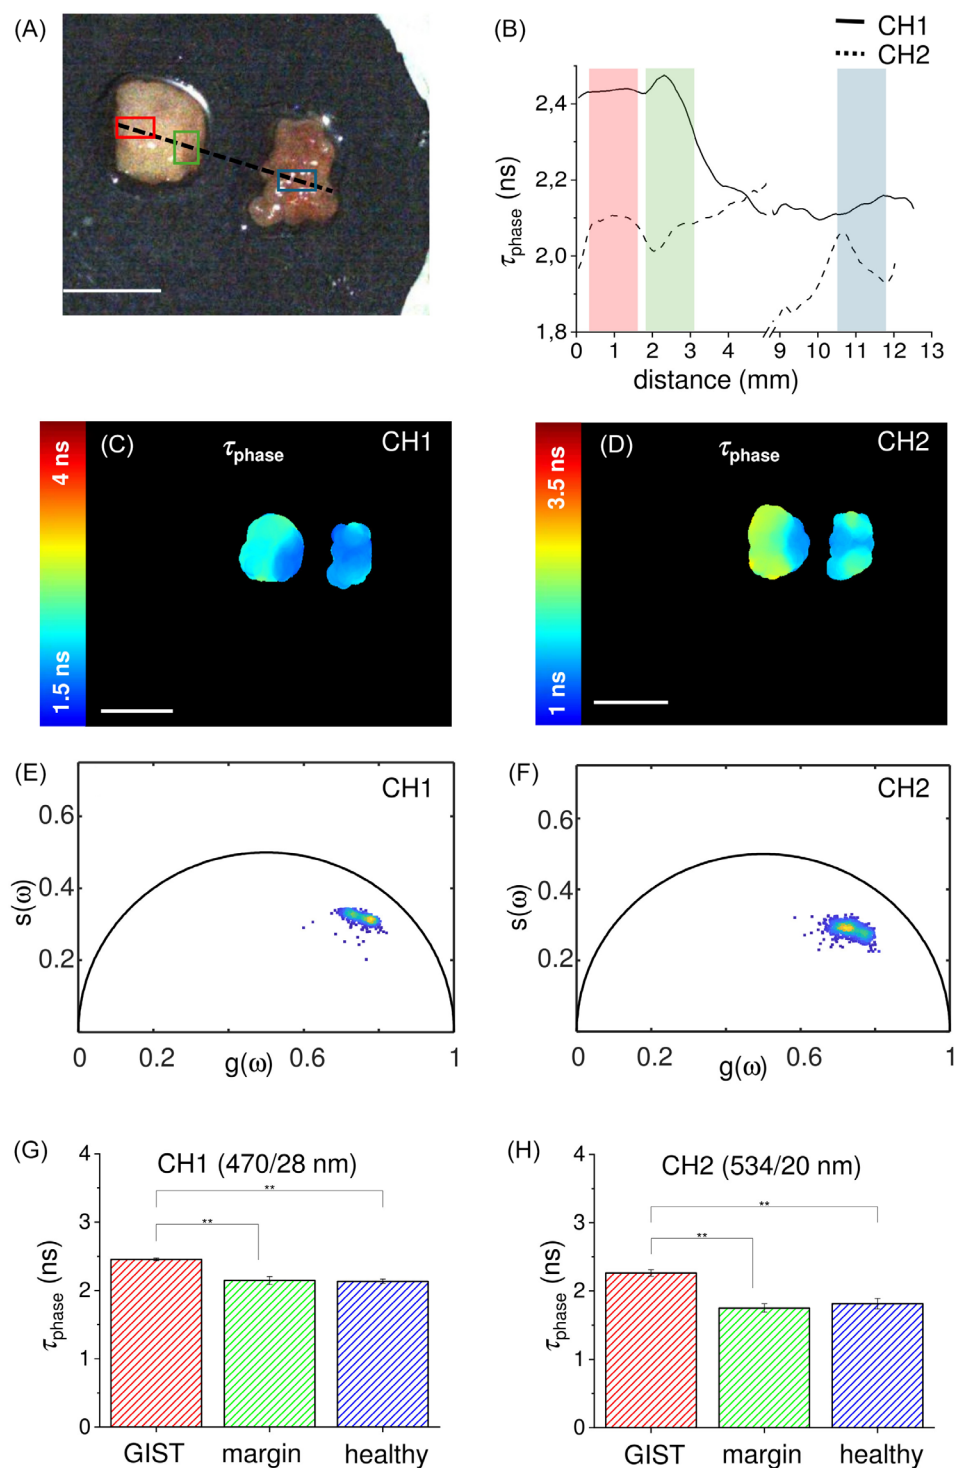 (A)
(B)
CH1
CH2
2,4
2,2
2,0
1,8
τphase (ns)
0 1 2 3 4 9 10 11 12 13
distance (mm)
(C)
τphase
CH1
4 ns
1.5 ns
(D)
τphase
CH2
3.5 ns
1 ns
(E)
CH1
0.6
0.4
0.2
s(ω)
0 0.2 0.6 1
g(ω)
(F)
CH2
0.6
0.4
0.2
s(ω)
0 0.2 0.6 1
g(ω)
(G)
CH1 (470/28 nm)
**
**
4
3
2
1
0
τphase (ns)
GIST margin healthy
(H)
CH2 (534/20 nm)
**
**
4
3
2
1
0
τphase (ns)
GIST margin healthy